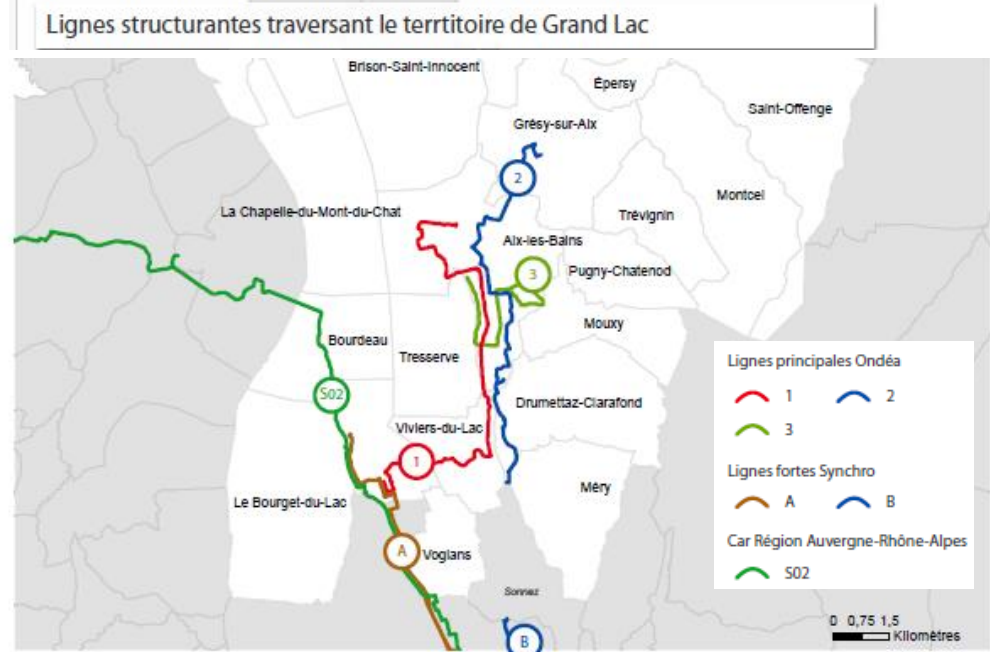 Lignes structurantes traversant le terrtitoire de Grand Lac
Brison-Saint-Innocent
Épersy
Saint-Offenge
Grésy-sur-Aix
2
Montcel
La Chapelle-du-Mont-du-Chat
Trévignin
Aix-les-Bains
3
Pugny-Chatenod
Mouxy
Bourdeau
Tresserve
S02
Drumettaz-Clarafond
Viviers-du-Lac
1
Méry
Le Bourget-du-Lac
A
Voglans
Sonnaz
B
Lignes principales Ondéa
1 2
3
Lignes fortes Synchro
A B
Car Région Auvergne-Rhône-Alpes
S02
0 0,75 1,5
Kilomètres